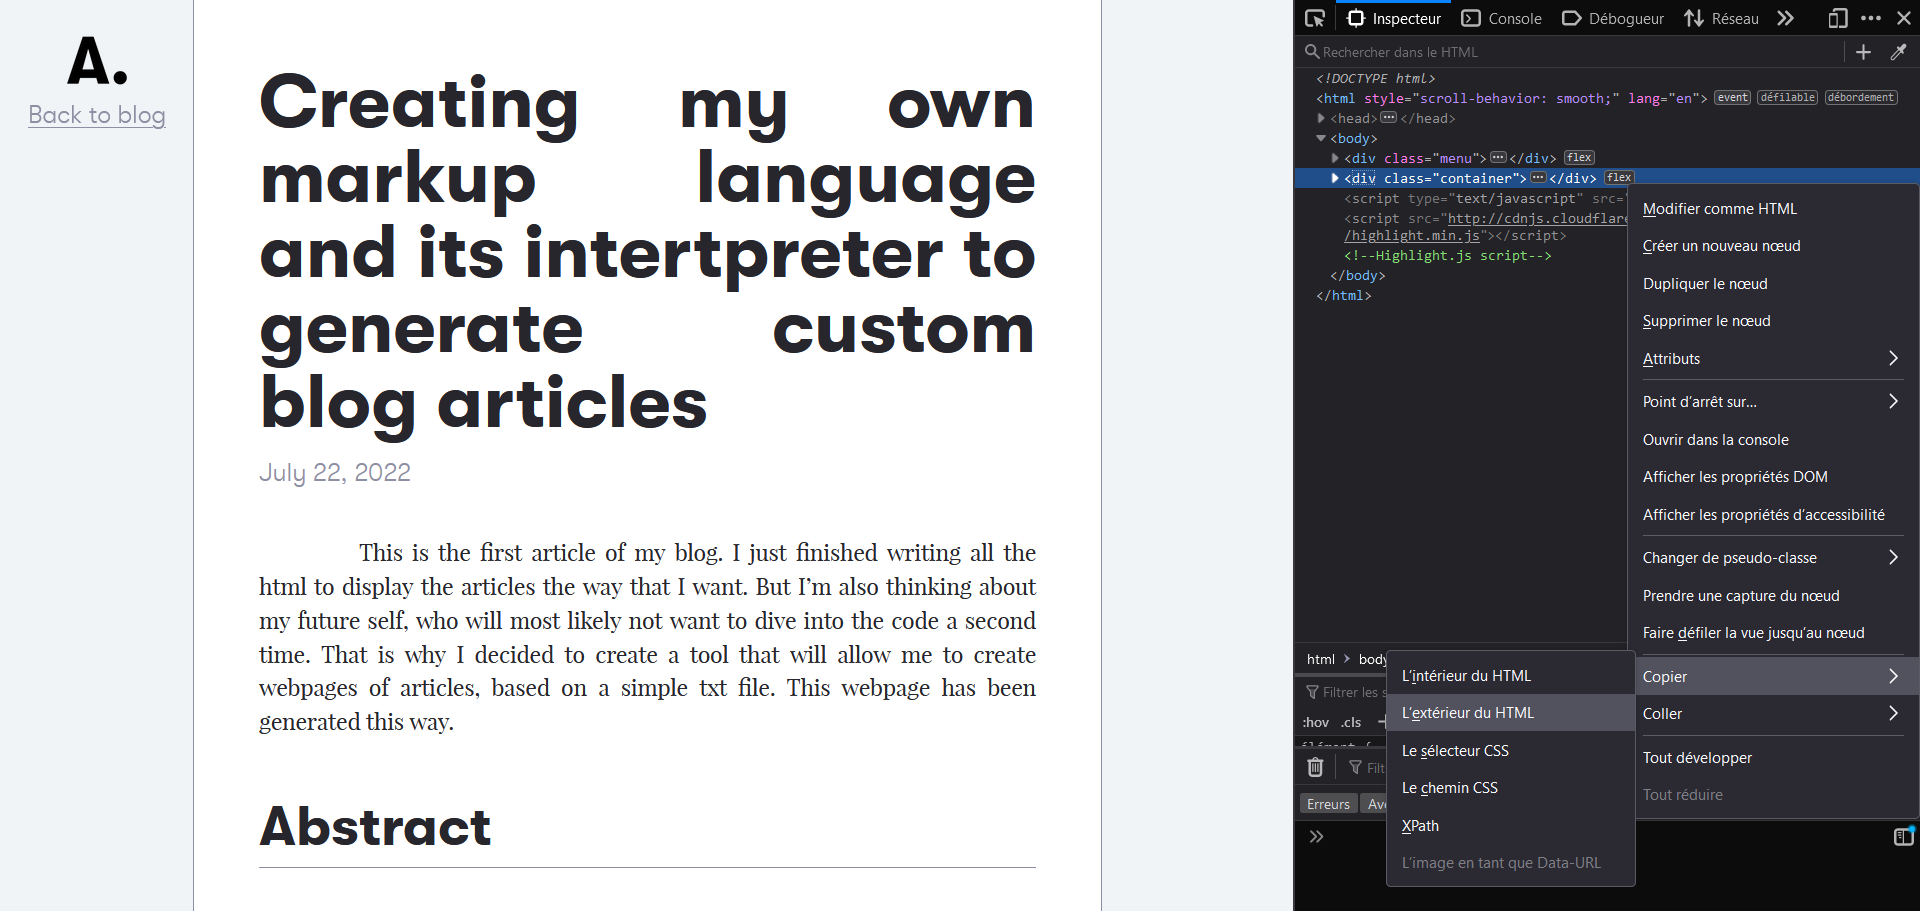 A.
Back to blog
Creating my own
markup language
and its intertpreter to
generate custom
blog articles
July 22, 2022
This is the first article of my blog. I just finished writing all the
html to display the articles the way that I want. But I’m also thinking about
my future self, who will most likely not want to dive into the code a second
time. That is why I decided to create a tool that will allow me to create
webpages of articles, based on a simple txt file. This webpage has been
generated this way.
Abstract
Inspecteur Console Débogueur Réseau
Rechercher dans le HTML
<!DOCTYPE html>
<html style="scroll-behavior: smooth;" lang="en"> event défilable débordement
<head>···</head>
<body>
<div class="menu">···</div> flex
<div class="container">···</div> flex
<script type="text/javascript" src="
<script src="http://cdnjs.cloudflare
/highlight.min.js"></script>
<!--Highlight.js script-->
</body>
</html>
Modifier comme HTML
Créer un nouveau nœud
Dupliquer le nœud
Supprimer le nœud
Attributs
Point d’arrêt sur…
Ouvrir dans la console
Afficher les propriétés DOM
Afficher les propriétés d’accessibilité
Changer de pseudo-classe
Prendre une capture du nœud
Faire défiler la vue jusqu’au nœud
Copier
Coller
Tout développer
Tout réduire
html > body
Filtrer les s
:hov .cls +
Filt
Erreurs Av
L’intérieur du HTML
L’extérieur du HTML
Le sélecteur CSS
Le chemin CSS
XPath
L’image en tant que Data-URL